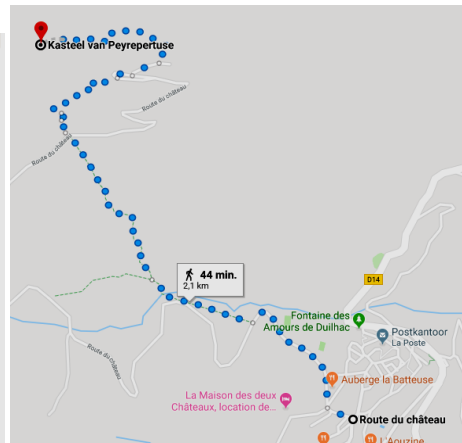 Kasteel van Peyrepertuse
Route du château
Route du château
44 min.
2,1 km
D14
Fontaine des
Amours de Duilhac
Postkantoor
La Poste
Route du château
Auberge la Batteuse
La Maison des deux
Châteaux, location de...
Route du château
L'Aouzine